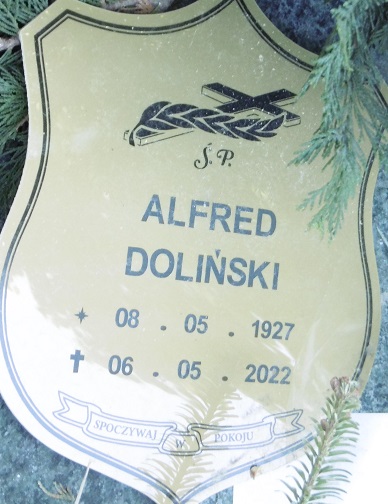 Ś.P.
ALFRED
DOLIŃSKI
08 . 05 . 1927
✝ 06 . 05 . 2022
SPOCZYWAJ W POKOJU